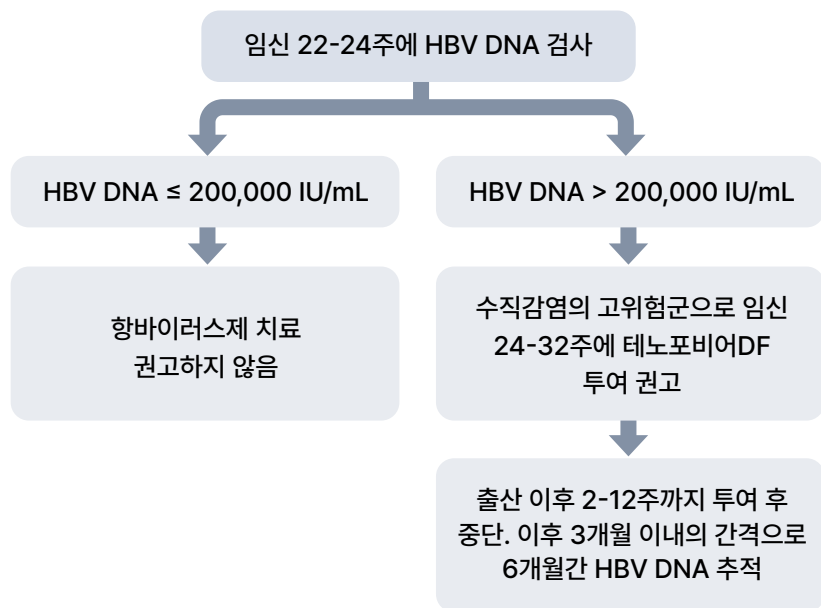 임신 22-24주에 HBV DNA 검사
HBV DNA ≤ 200,000 IU/mL
HBV DNA > 200,000 IU/mL
항바이러스제 치료
권고하지 않음
수직감염의 고위험군으로 임신
24-32주에 테노포비어DF
투여 권고
출산 이후 2-12주까지 투여 후
중단. 이후 3개월 이내의 간격으로
6개월간 HBV DNA 추적